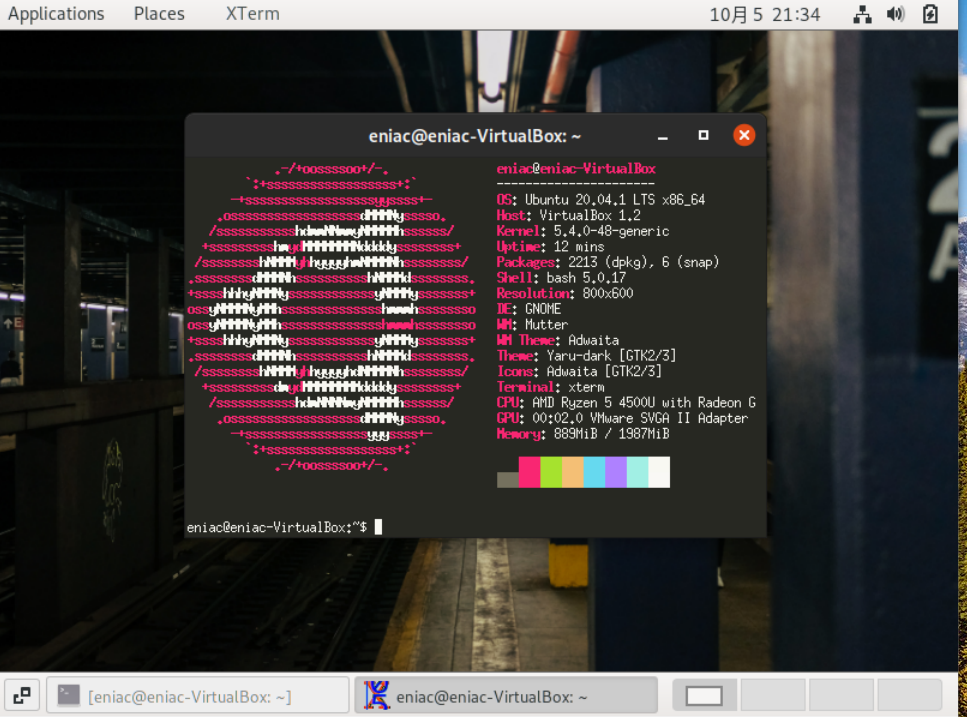 Applications Places XTerm 10月 5 21:34
eniac@eniac-VirtualBox: ~
eniac@eniac-VirtualBox
----------------------
OS: Ubuntu 20.04.1 LTS x86_64
Host: VirtualBox 1.2
Kernel: 5.4.0-48-generic
Uptime: 12 mins
Packages: 2213 (dpkg), 6 (snap)
Shell: bash 5.0.17
Resolution: 800x600
DE: GNOME
WM: Mutter
WM Theme: Adwaita
Theme: Yaru-dark [GTK2/3]
Icons: Adwaita [GTK2/3]
Terminal: xterm
CPU: AMD Ryzen 5 4500U with Radeon G
GPU: 00:02.0 VMware SVGA II Adapter
Memory: 889MiB / 1987MiB
eniac@eniac-VirtualBox:~$
[eniac@eniac-VirtualBox: ~] eniac@eniac-VirtualBox: ~